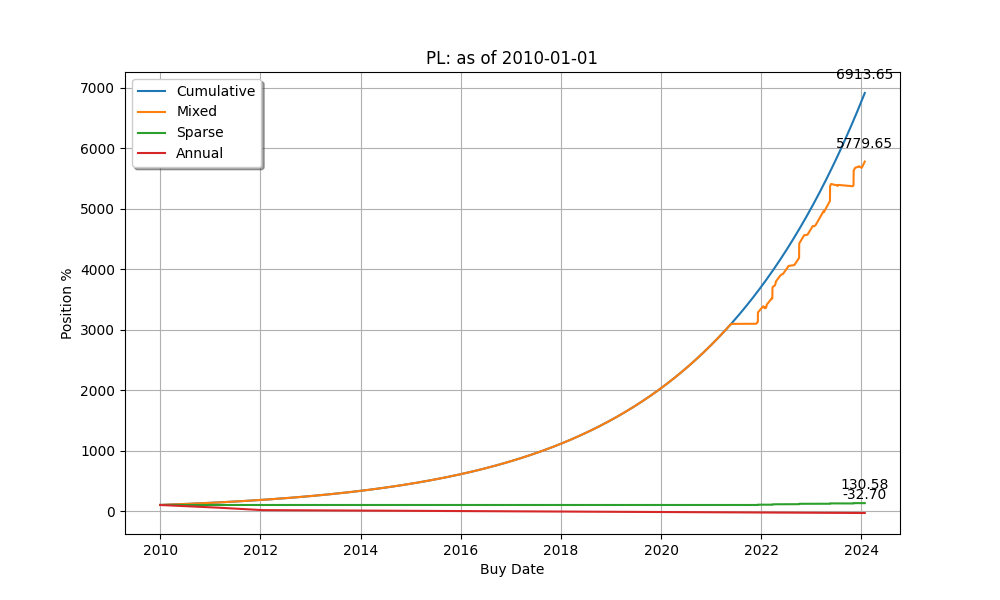 PL: as of 2010-01-01
6913.65
7000
Cumulative
Mixed
Sparse
Annual
6000
5779.65
5000
4000
3000
2000
1000
130.58
-32.70
0
Position %
2010 2012 2014 2016 2018 2020 2022 2024
Buy Date